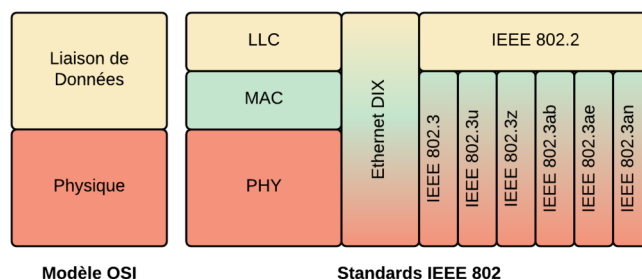 Liaison de
Données
Physique
Modèle OSI
LLC
MAC
PHY
Ethernet DIX
IEEE 802.2
IEEE 802.3
IEEE 802.3u
IEEE 802.3z
IEEE 802.3ab
IEEE 802.3ae
IEEE 802.3an
Standards IEEE 802